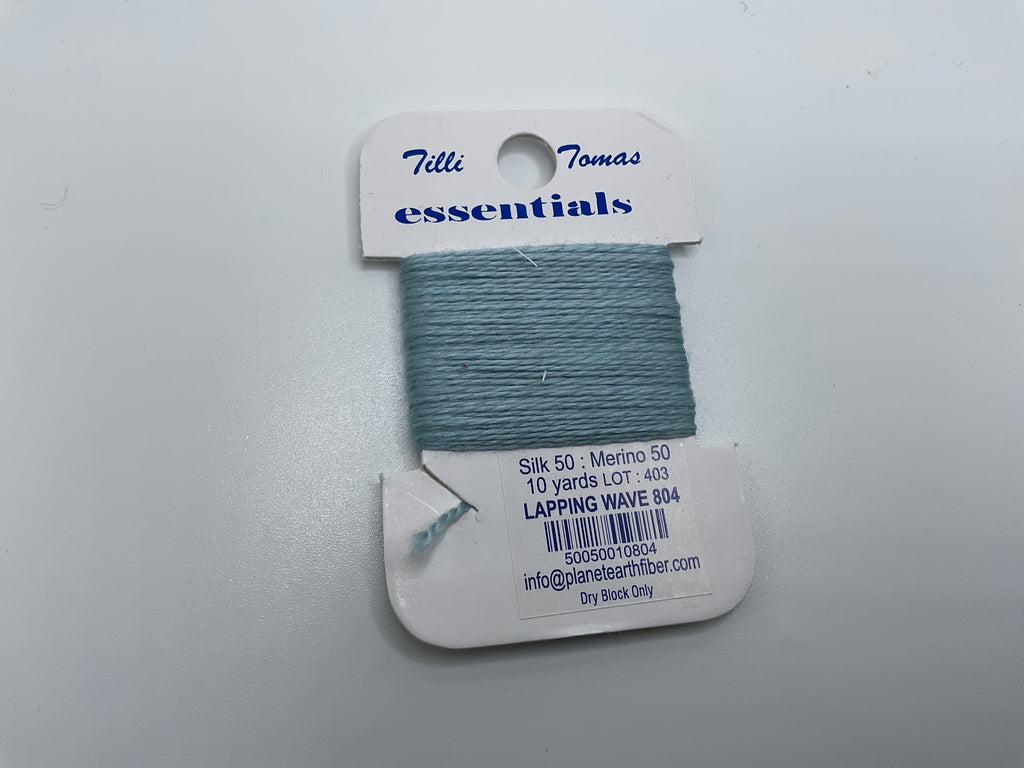 Tilli Tomas
essentials
Silk 50 : Merino 50
10 yards LOT : 403
LAPPING WAVE 804
50050010804
info@planetearthfiber.com
Dry Block Only